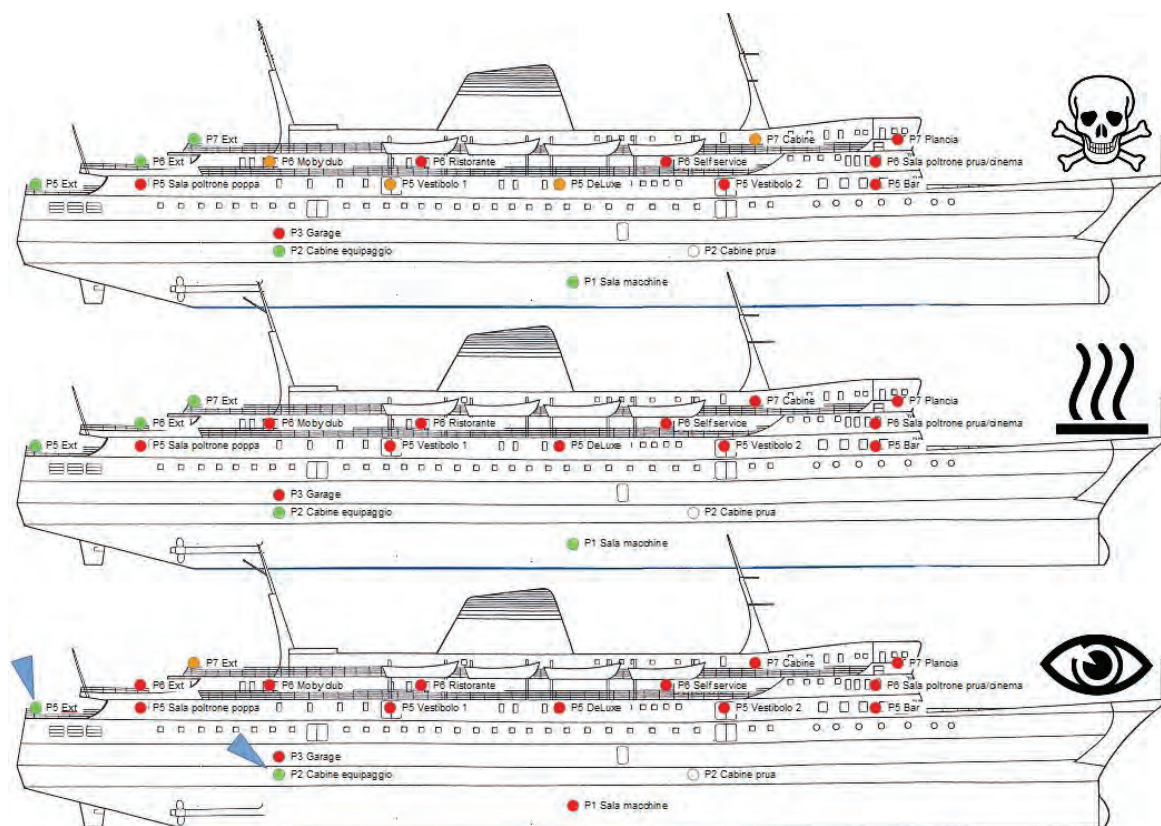 P7 Ext
P7 Cabine
P7 Plancia
P6 Ext
P6 Moby club
P6 Ristorante
P6 Self service
P6 Sala poltrone prua/cinema
P5 Ext
P5 Sala poltrone poppa
P5 Vestibolo 1
P5 DeLuxe
P5 Vestibolo 2
P5 Bar
P3 Garage
P2 Cabine equipaggio
P2 Cabine prua
P1 Sala macchine
P7 Ext
P7 Cabine
P7 Plancia
P6 Ext
P6 Moby club
P6 Ristorante
P6 Self service
P6 Sala poltrone prua/cinema
P5 Ext
P5 Sala poltrone poppa
P5 Vestibolo 1
P5 DeLuxe
P5 Vestibolo 2
P5 Bar
P3 Garage
P2 Cabine equipaggio
P2 Cabine prua
P1 Sala macchine
P7 Ext
P7 Cabine
P7 Plancia
P6 Ext
P6 Moby club
P6 Ristorante
P6 Self service
P6 Sala poltrone prua/cinema
P5 Ext
P5 Sala poltrone poppa
P5 Vestibolo 1
P5 DeLuxe
P5 Vestibolo 2
P5 Bar
P3 Garage
P2 Cabine equipaggio
P2 Cabine prua
P1 Sala macchine